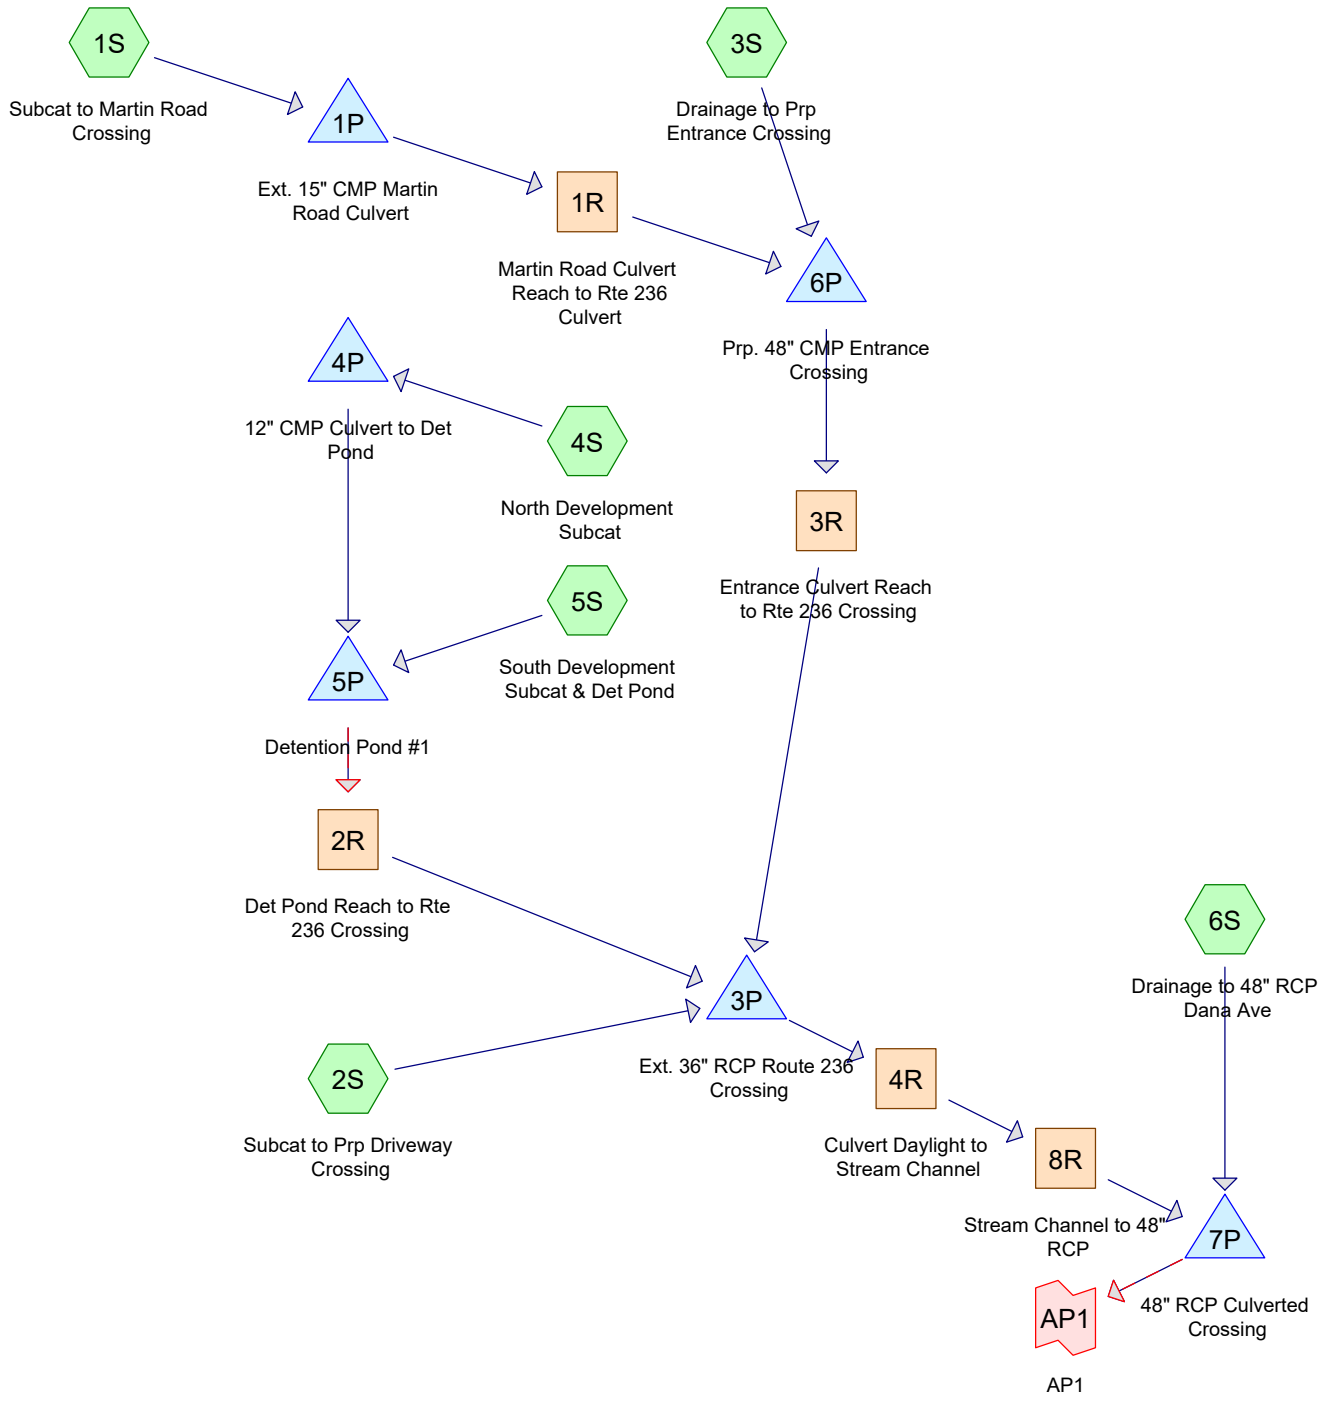 1S
Subcat to Martin Road
Crossing
3S
Drainage to Prp
Entrance Crossing
1P
Ext. 15" CMP Martin
Road Culvert
1R
Martin Road Culvert
Reach to Rte 236
Culvert
6P
Prp. 48" CMP Entrance
Crossing
4P
12" CMP Culvert to Det
Pond
4S
North Development
Subcat
3R
Entrance Culvert Reach
to Rte 236 Crossing
5S
South Development
Subcat & Det Pond
5P
Detention Pond #1
2R
Det Pond Reach to Rte
236 Crossing
6S
Drainage to 48" RCP
Dana Ave
3P
Ext. 36" RCP Route 236
Crossing
2S
Subcat to Prp Driveway
Crossing
4R
Culvert Daylight to
Stream Channel
8R
Stream Channel to 48"
RCP
7P
48" RCP Culverted
Crossing
AP1
AP1